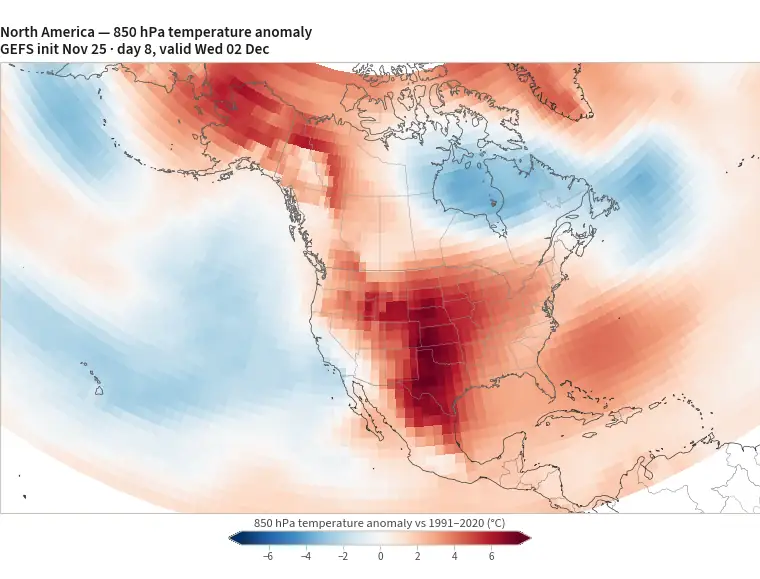 North America — 850 hPa temperature anomaly
GEFS init Nov 25 · day 8, valid Wed 02 Dec
850 hPa temperature anomaly vs 1991–2020 (°C)
−6 −4 −2 0 2 4 6